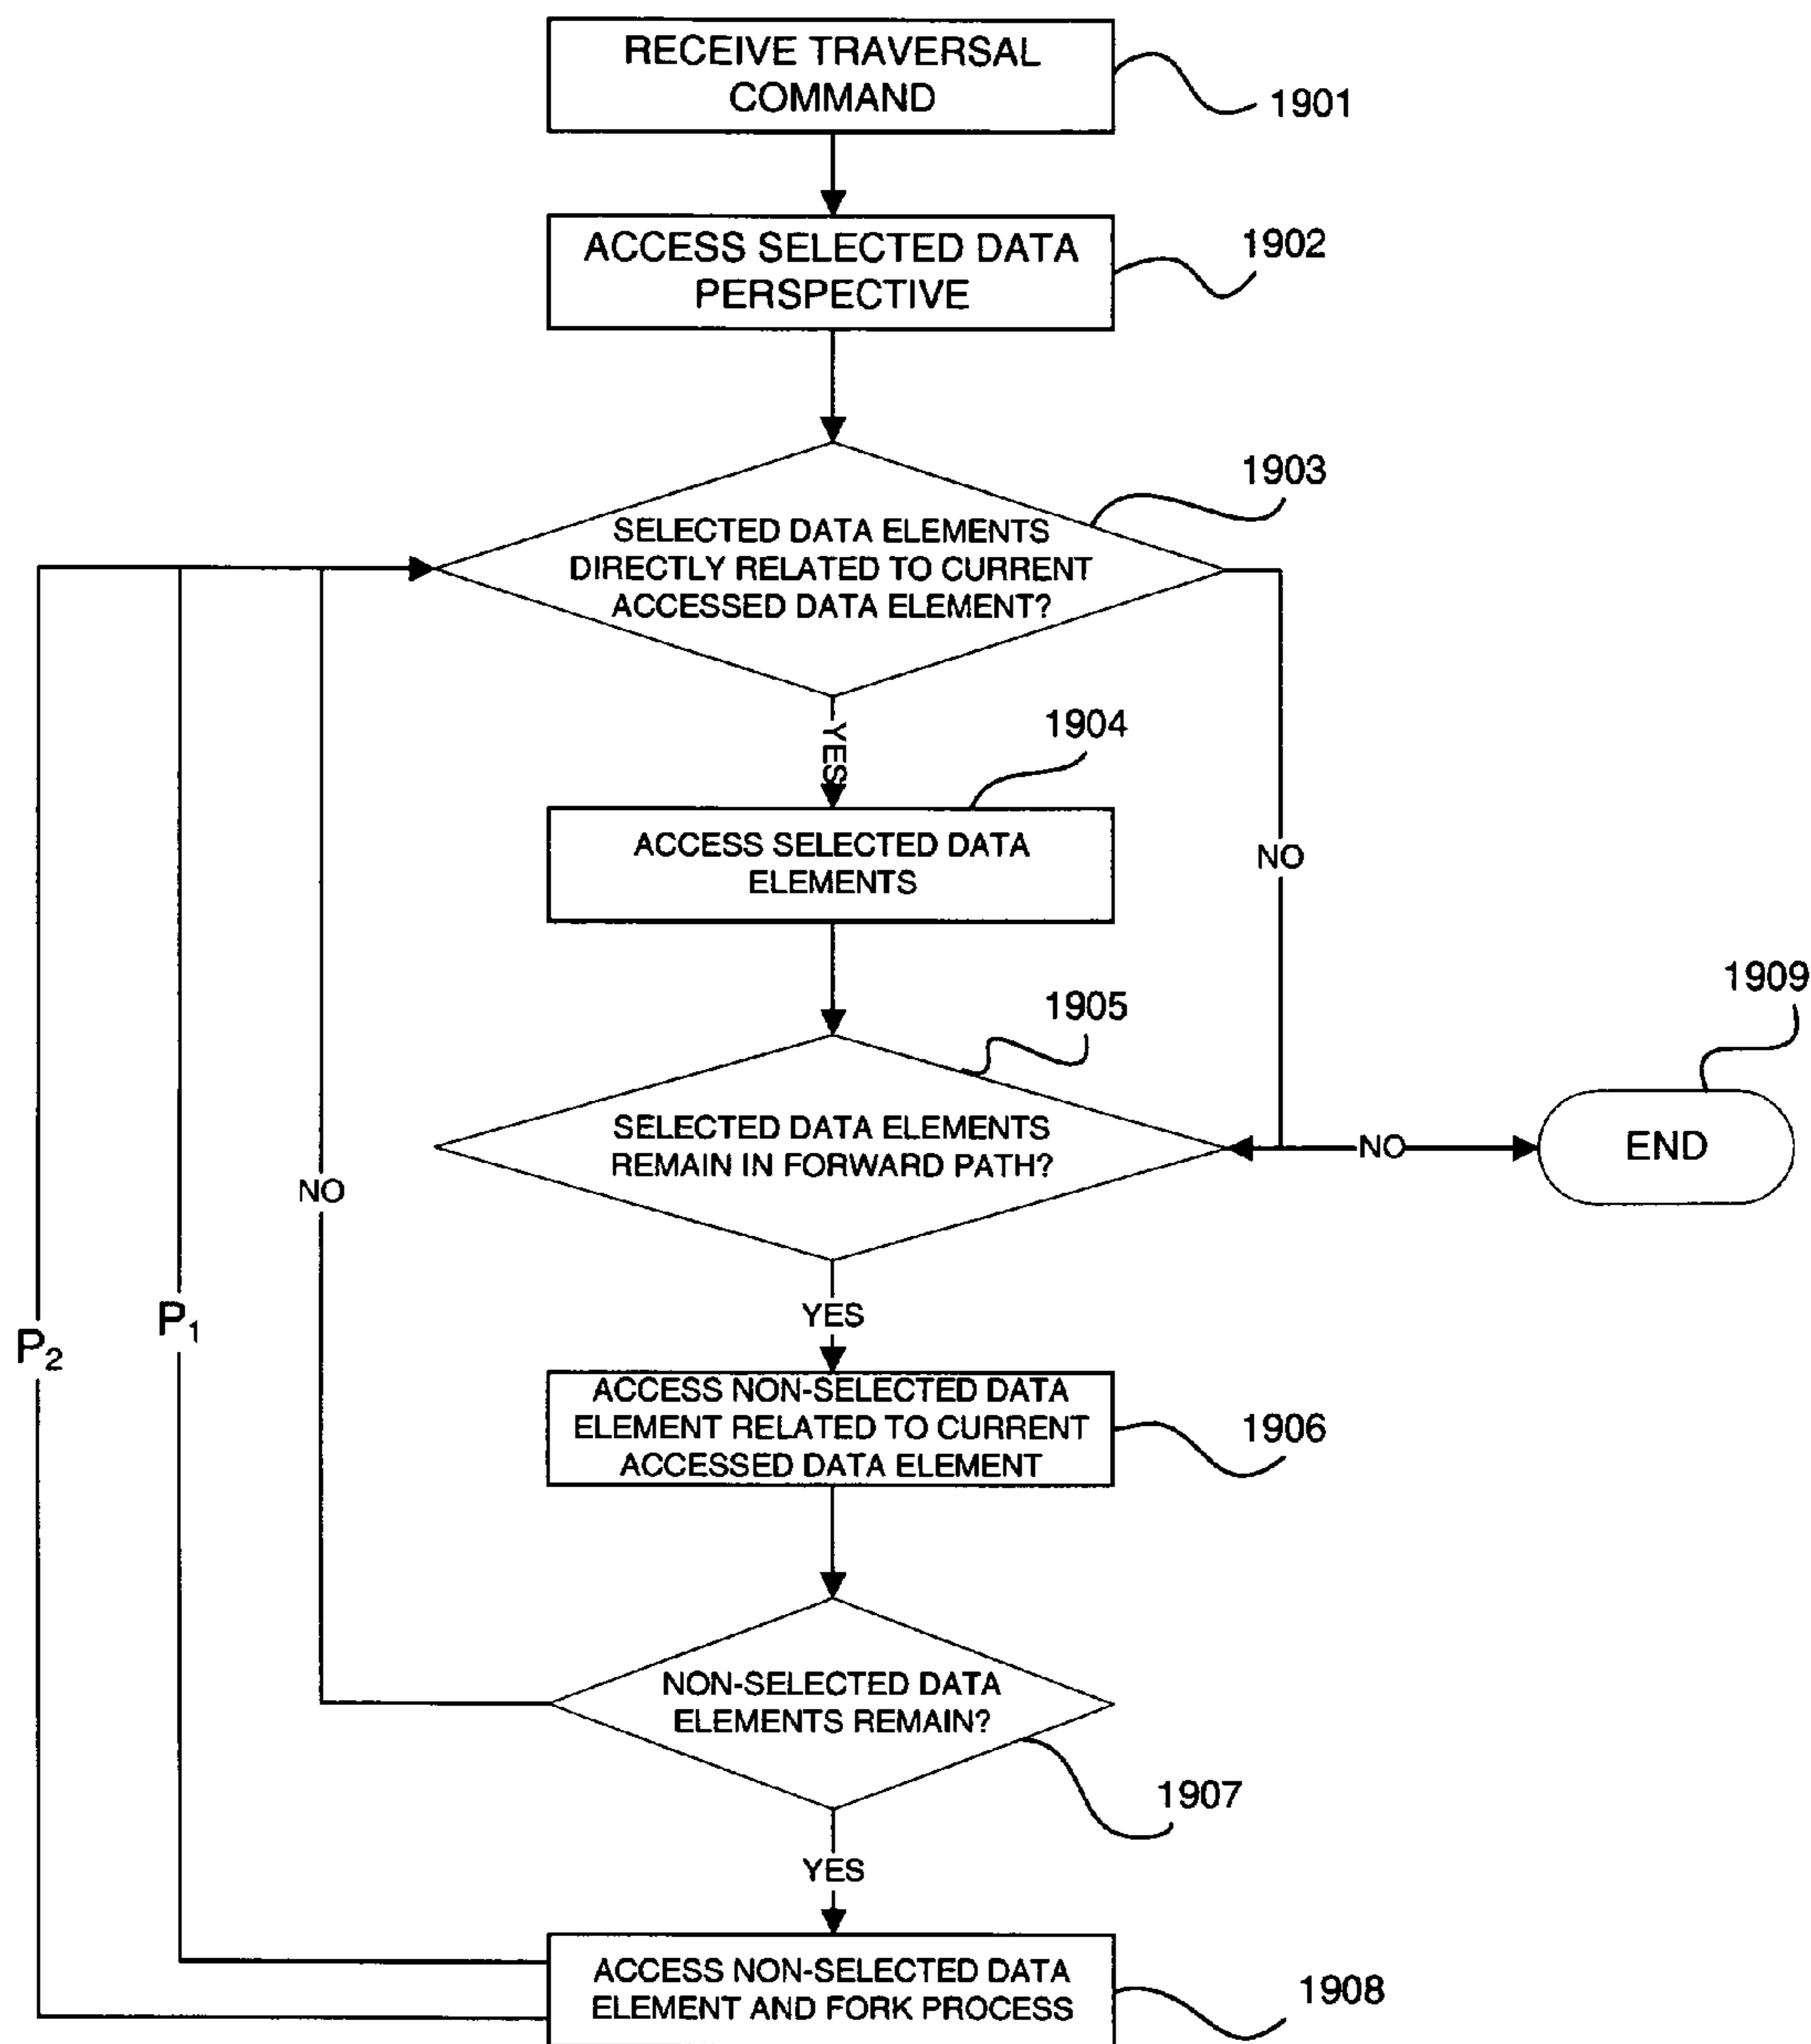 RECEIVE TRAVERSAL
COMMAND
1901
ACCESS SELECTED DATA
PERSPECTIVE
1902
1903
SELECTED DATA ELEMENTS
DIRECTLY RELATED TO CURRENT
ACCESSED DATA ELEMENT?
YES
1904
ACCESS SELECTED DATA
ELEMENTS
NO
1905
1909
SELECTED DATA ELEMENTS
REMAIN IN FORWARD PATH?
NO
END
NO
YES
P₁
P₂
ACCESS NON-SELECTED DATA
ELEMENT RELATED TO CURRENT
ACCESSED DATA ELEMENT
1906
NON-SELECTED DATA
ELEMENTS REMAIN?
1907
YES
ACCESS NON-SELECTED DATA
ELEMENT AND FORK PROCESS
1908